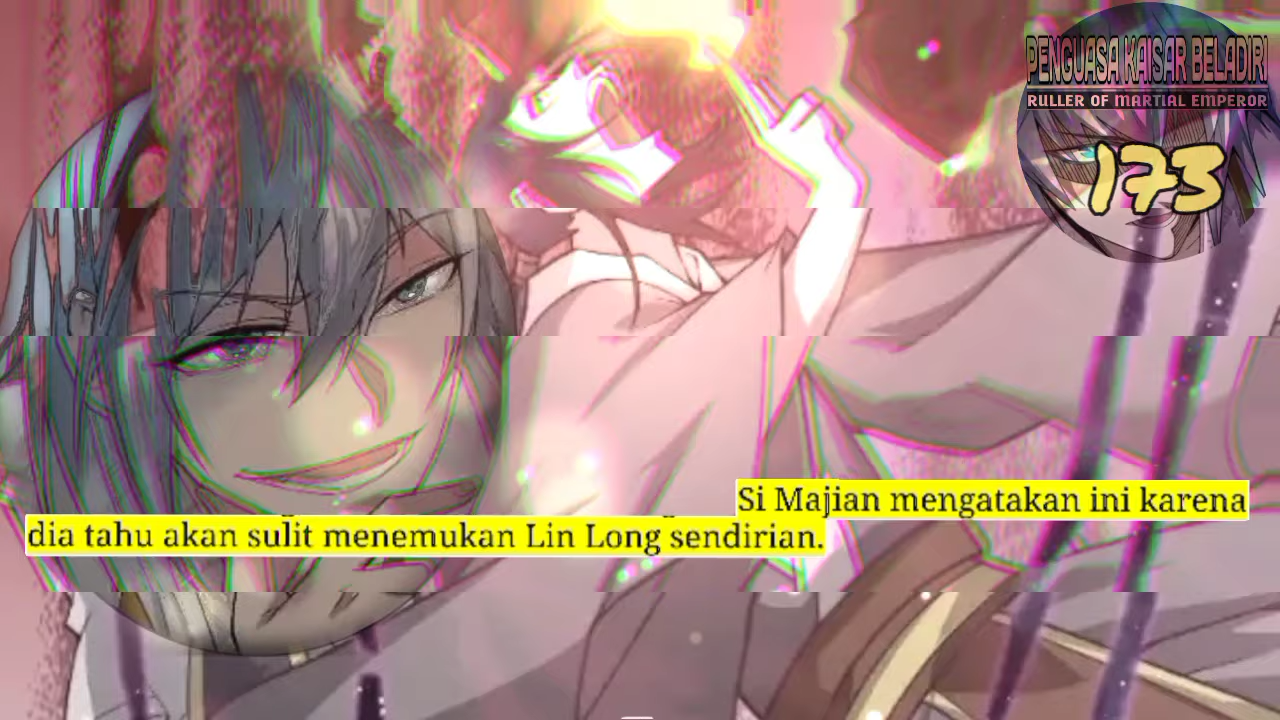 PENGUASA KAISAR BELADIRI
RULLER OF MARTIAL EMPEROR
173
Si Majian mengatakan ini karena
dia tahu akan sulit menemukan Lin Long sendirian.